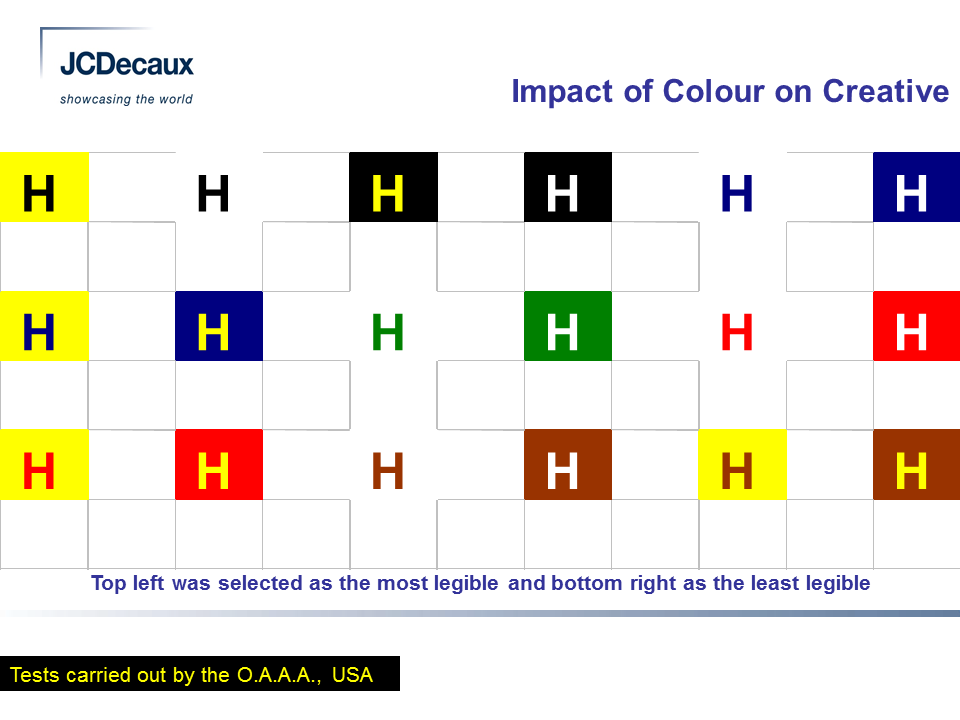 JCDecaux
showcasing the world
Impact of Colour on Creative
H H H H H H
H H H H H H
H H H H H H
Top left was selected as the most legible and bottom right as the least legible
Tests carried out by the O.A.A.A., USA